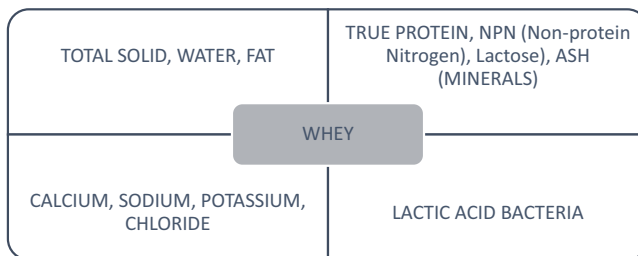 TOTAL SOLID, WATER, FAT
TRUE PROTEIN, NPN (Non-protein
Nitrogen), Lactose), ASH
(MINERALS)
WHEY
CALCIUM, SODIUM, POTASSIUM,
CHLORIDE
LACTIC ACID BACTERIA